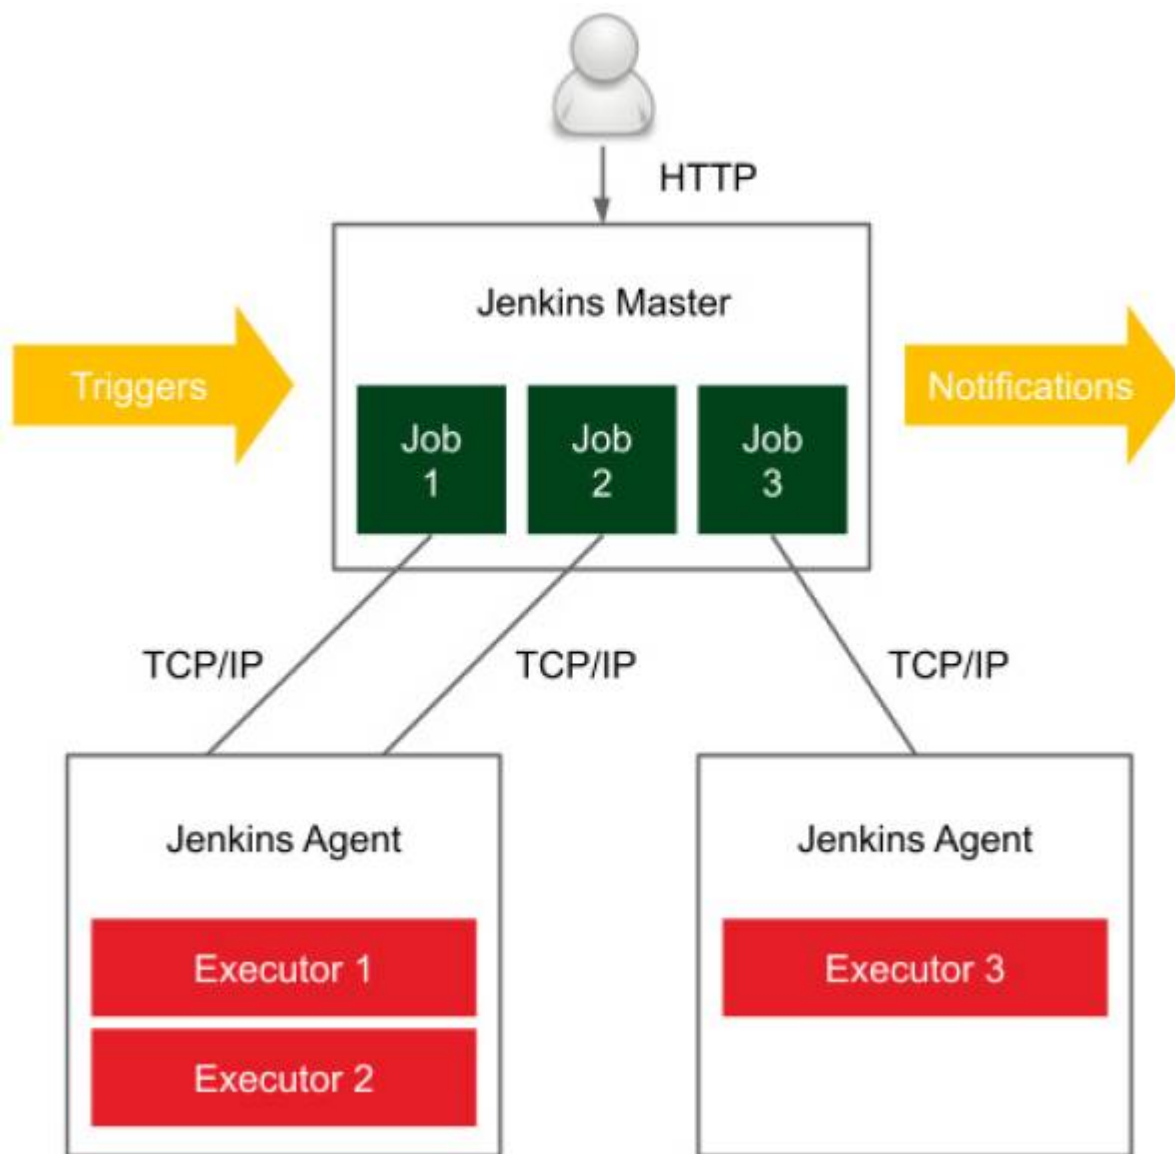 HTTP
Jenkins Master
Triggers
Notifications
Job
1
Job
2
Job
3
TCP/IP
TCP/IP
TCP/IP
Jenkins Agent
Executor 1
Executor 2
Jenkins Agent
Executor 3